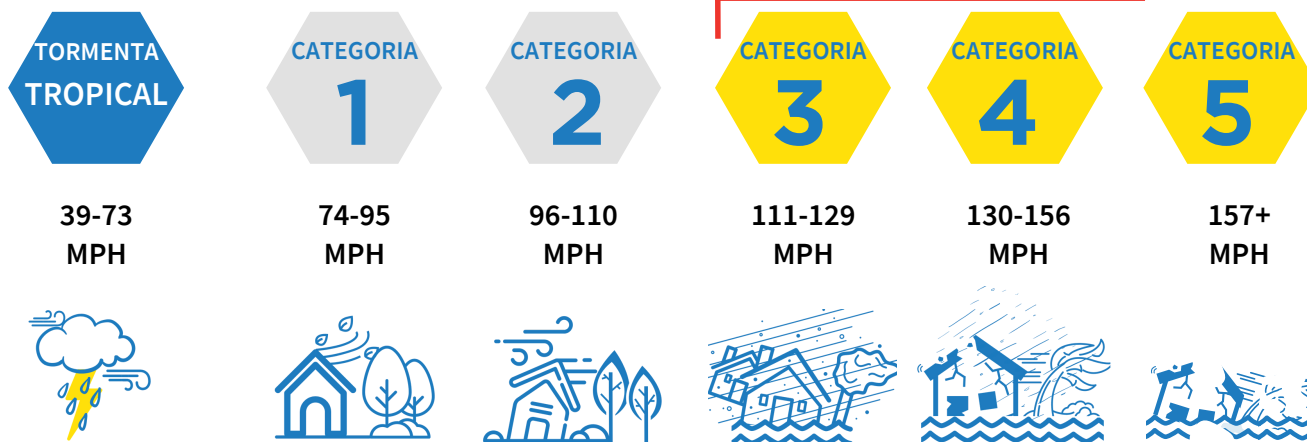 TORMENTA
TROPICAL
39-73
MPH
CATEGORIA
1
74-95
MPH
CATEGORIA
2
96-110
MPH
CATEGORIA
3
111-129
MPH
CATEGORIA
4
130-156
MPH
CATEGORIA
5
157+
MPH